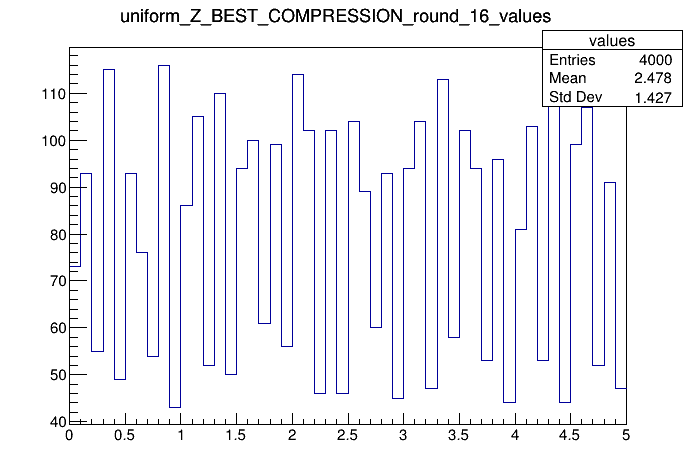 uniform_Z_BEST_COMPRESSION_round_16_values
values
Entries 4000
Mean 2.478
Std Dev 1.427
110
100
90
80
70
60
50
40
0 0.5 1 1.5 2 2.5 3 3.5 4 4.5 5